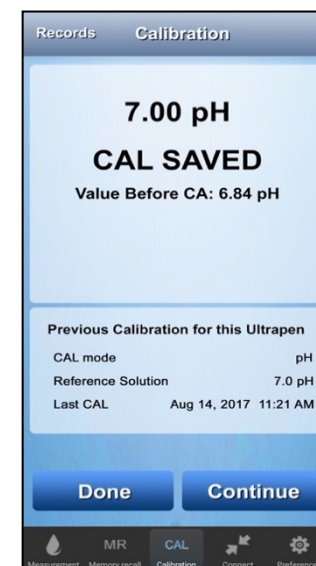 Records Calibration
7.00 pH
CAL SAVED
Value Before CA: 6.84 pH
Previous Calibration for this Ultrapen
CAL mode pH
Reference Solution 7.0 pH
Last CAL Aug 14, 2017 11:21 AM
Done Continue
MR CAL
Measurement Memory recall Calibration Connect Preference